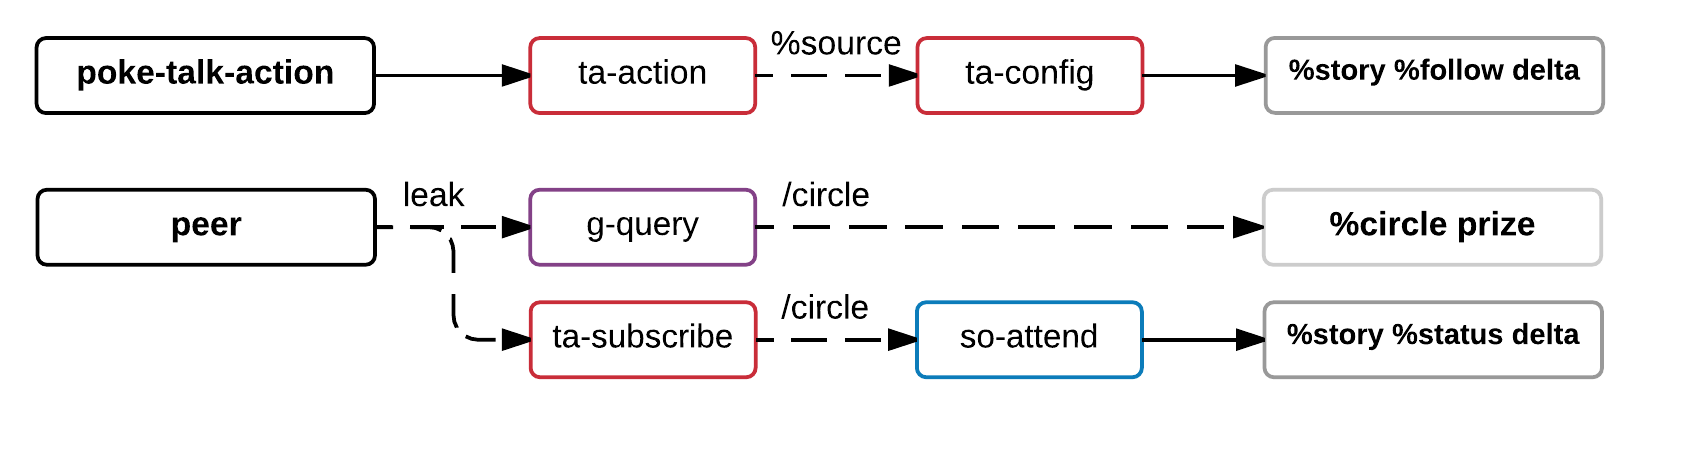 poke-talk-action
ta-action
%source
ta-config
%story %follow delta
peer
leak
g-query
/circle
%circle prize
ta-subscribe
/circle
so-attend
%story %status delta